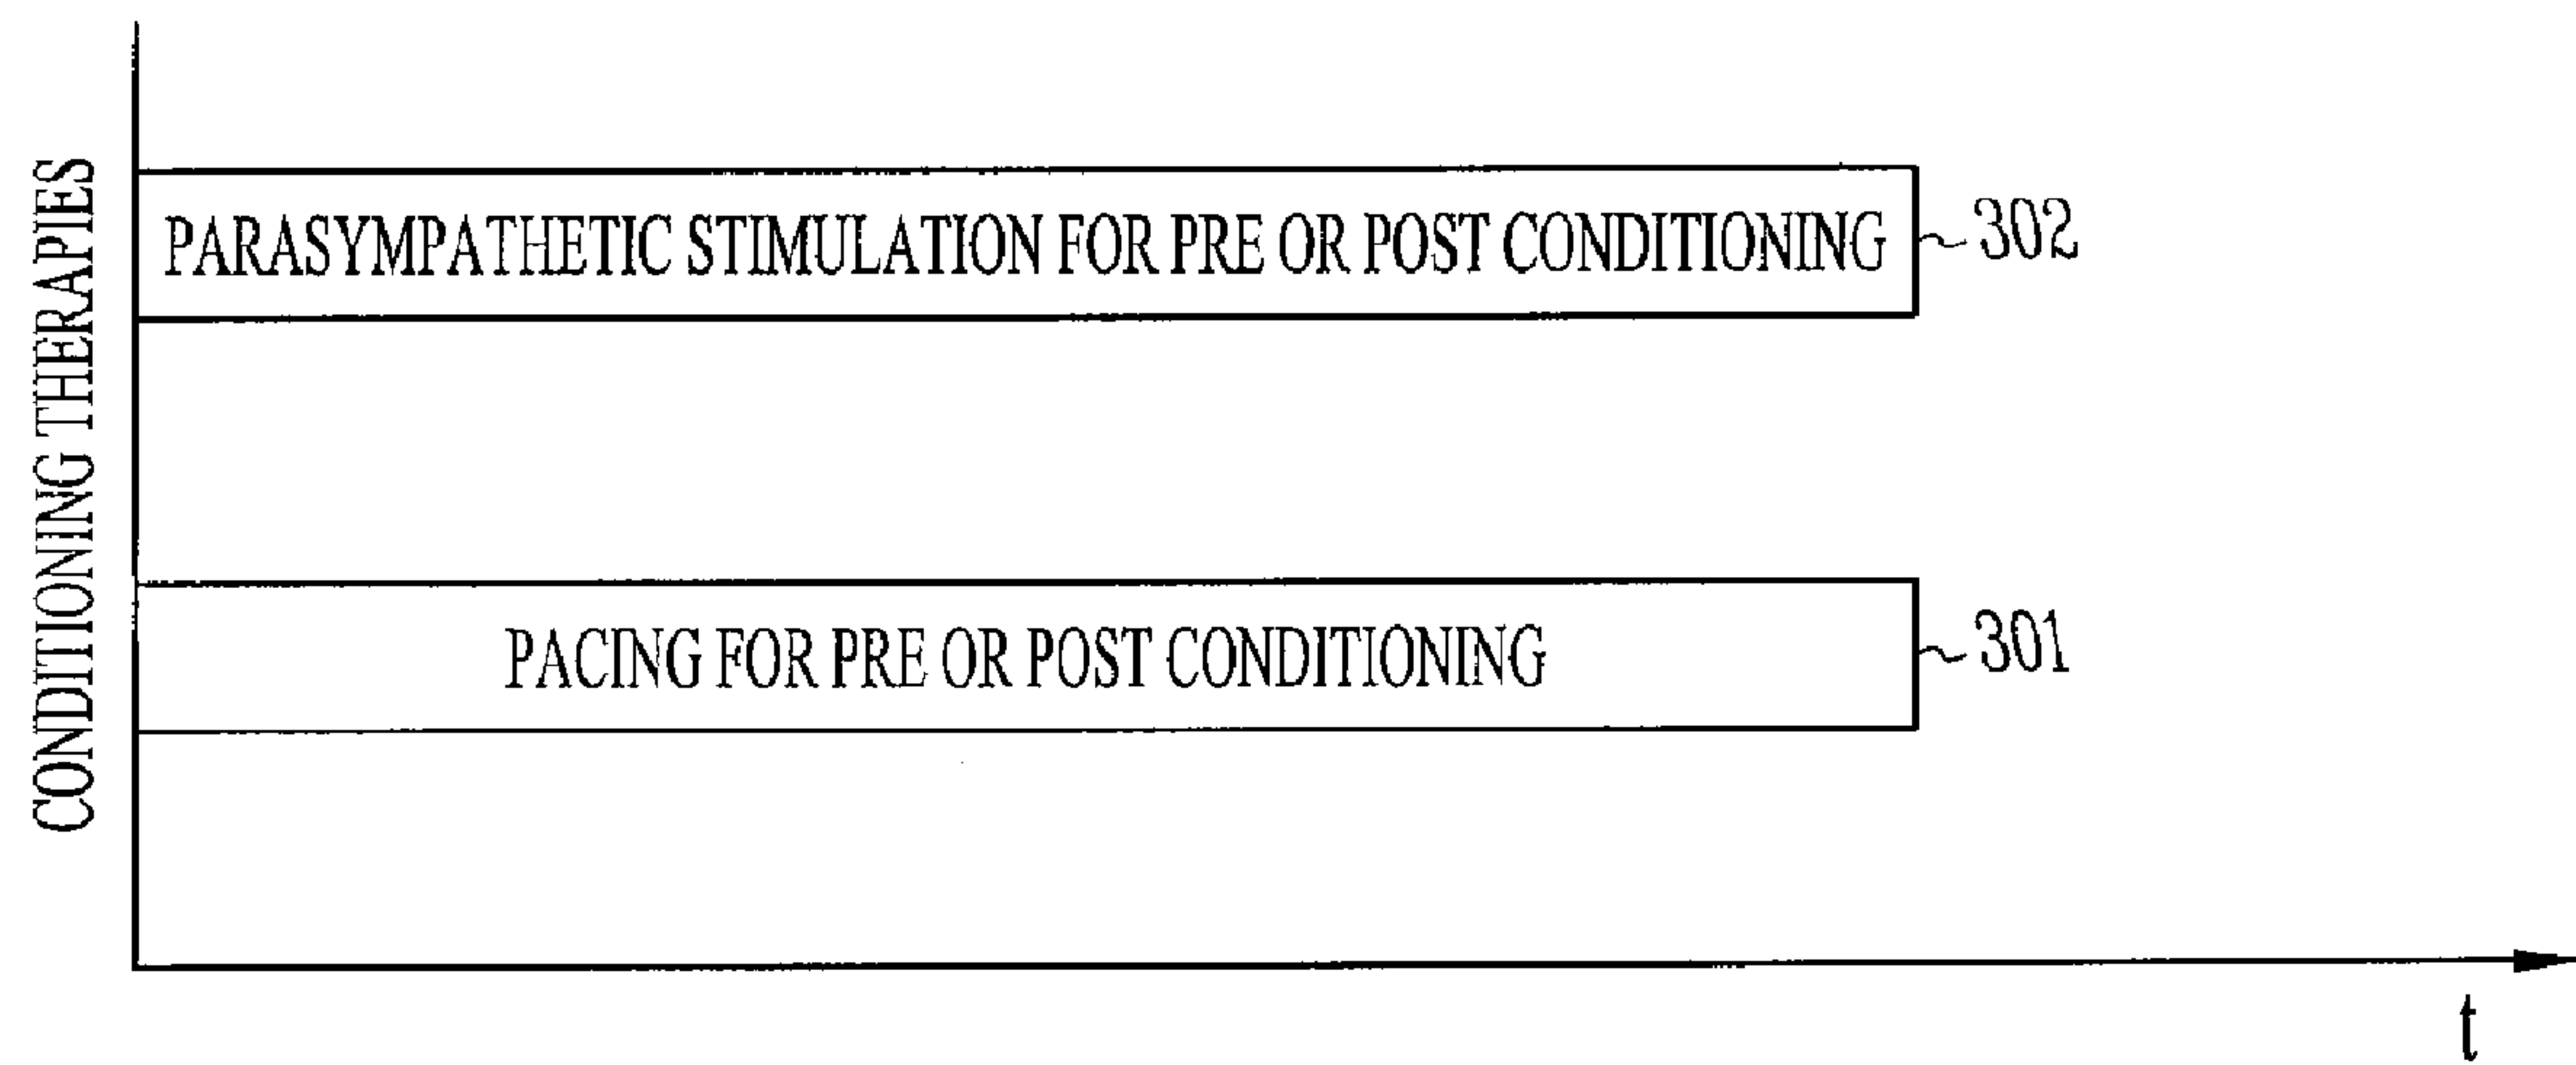 CONDITIONING THERAPIES
PARASYMPATHETIC STIMULATION FOR PRE OR POST CONDITIONING
302
PACING FOR PRE OR POST CONDITIONING
301
t